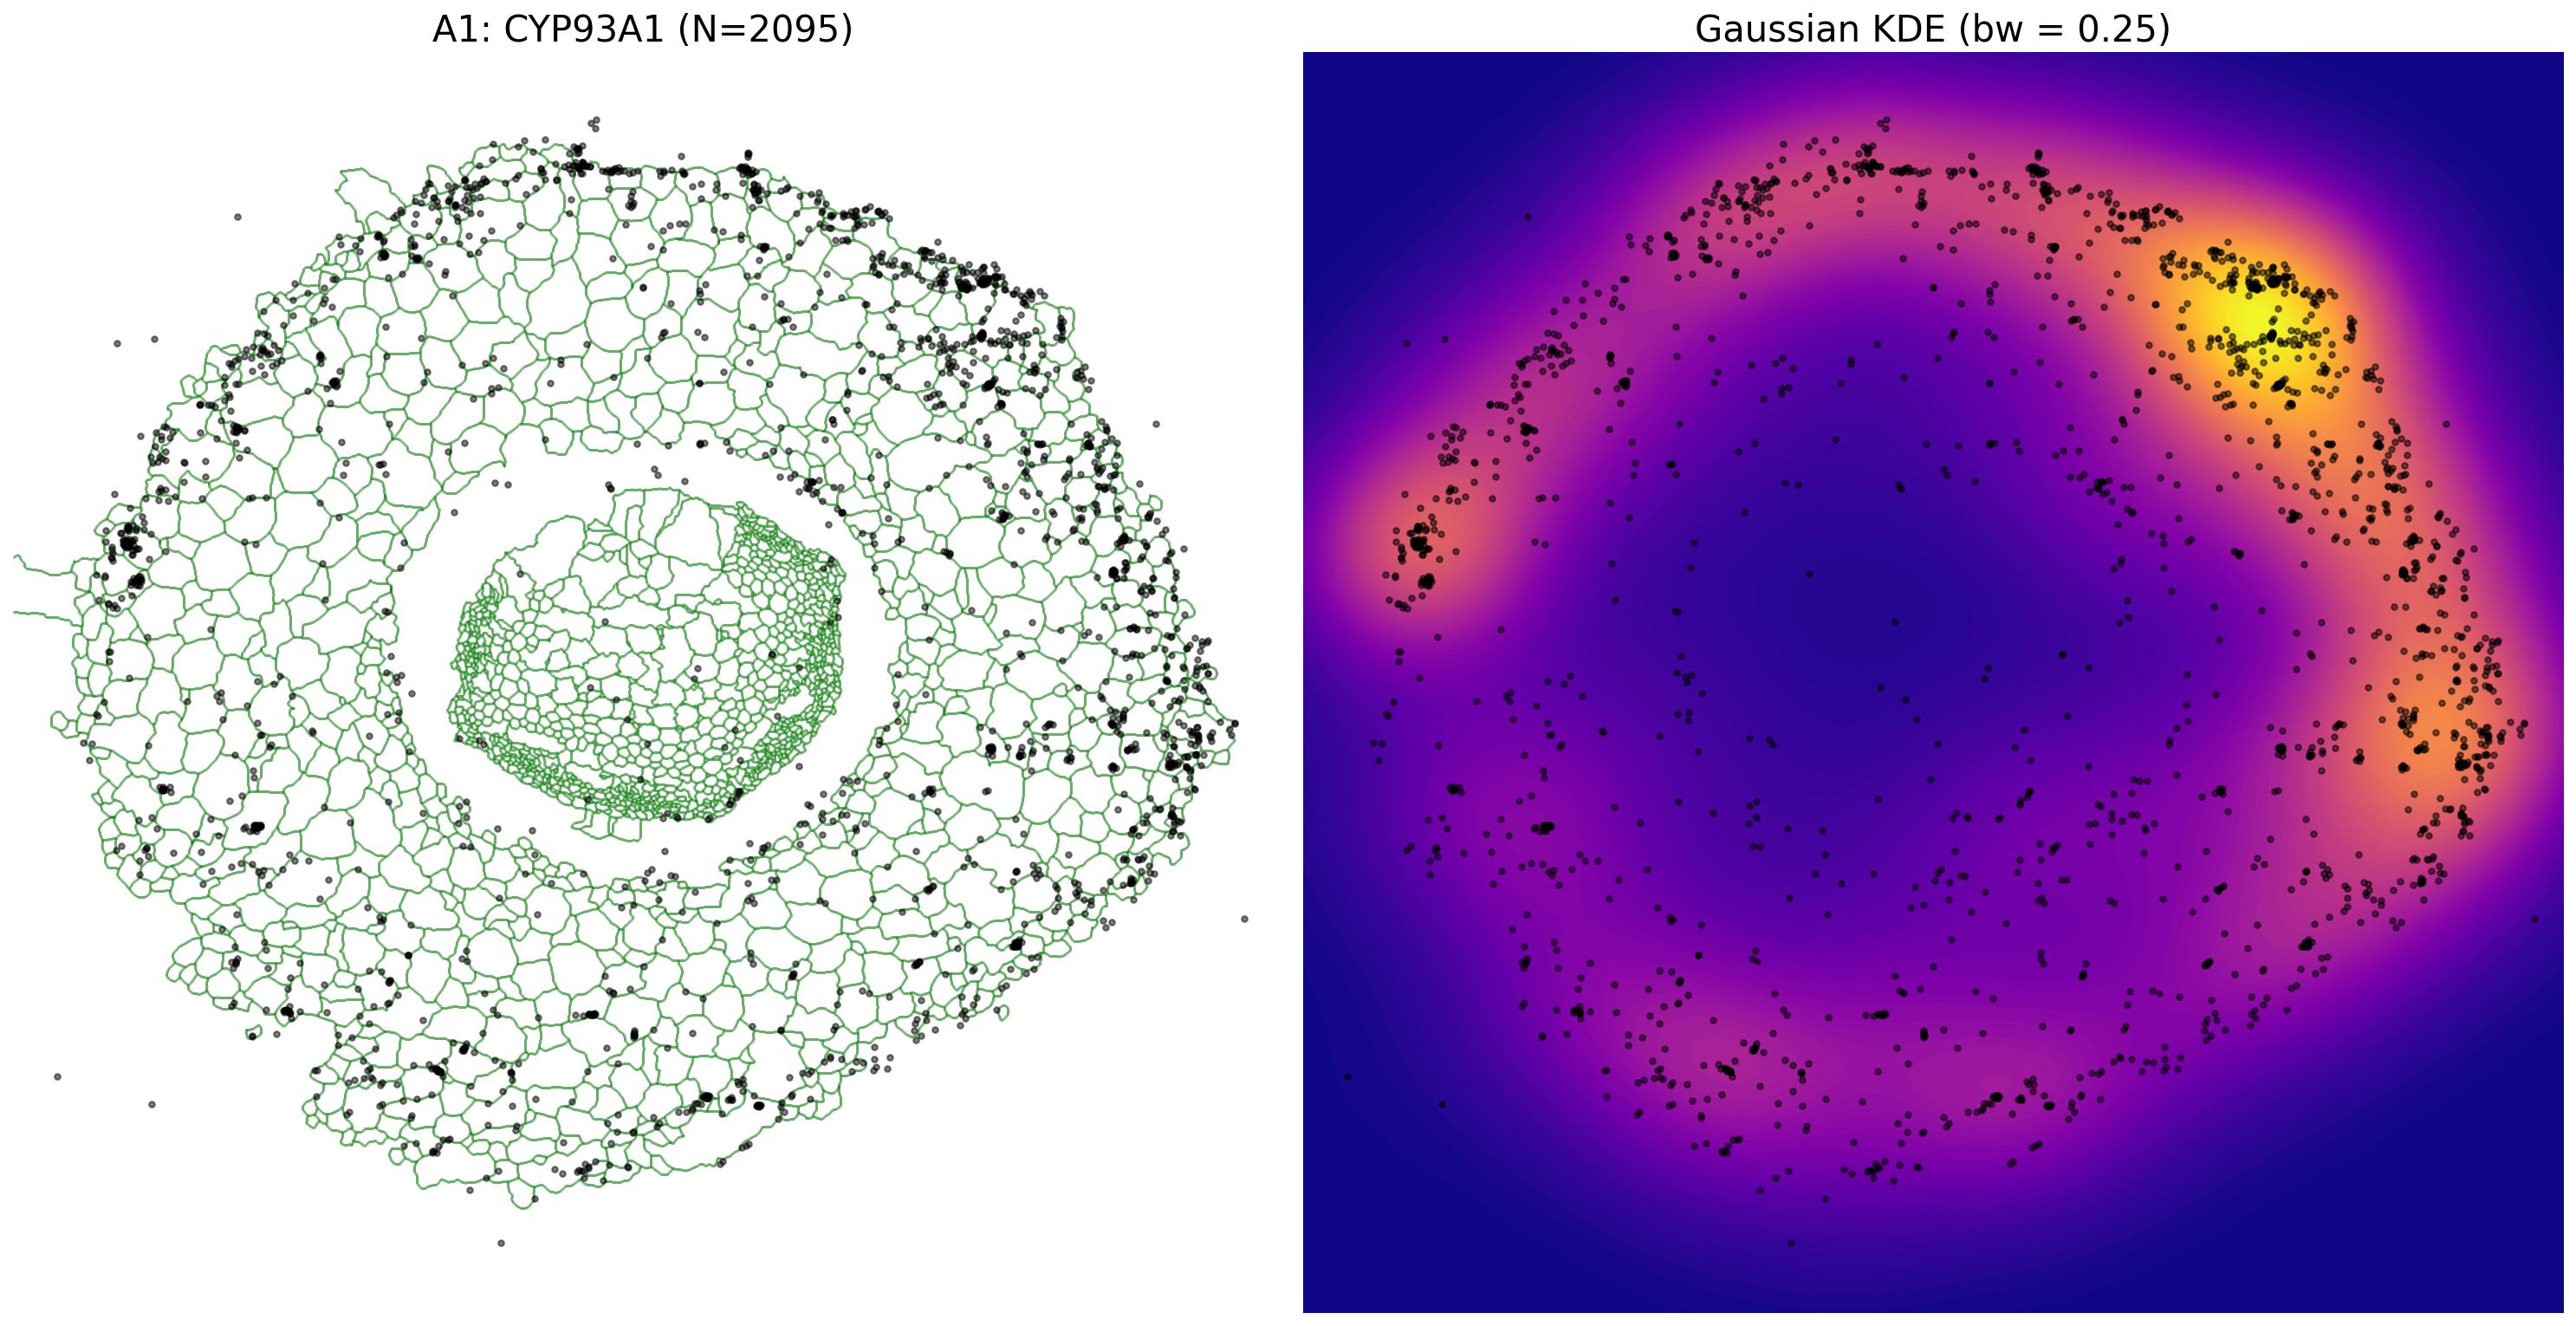 A1: CYP93A1 (N=2095)
Gaussian KDE (bw = 0.25)